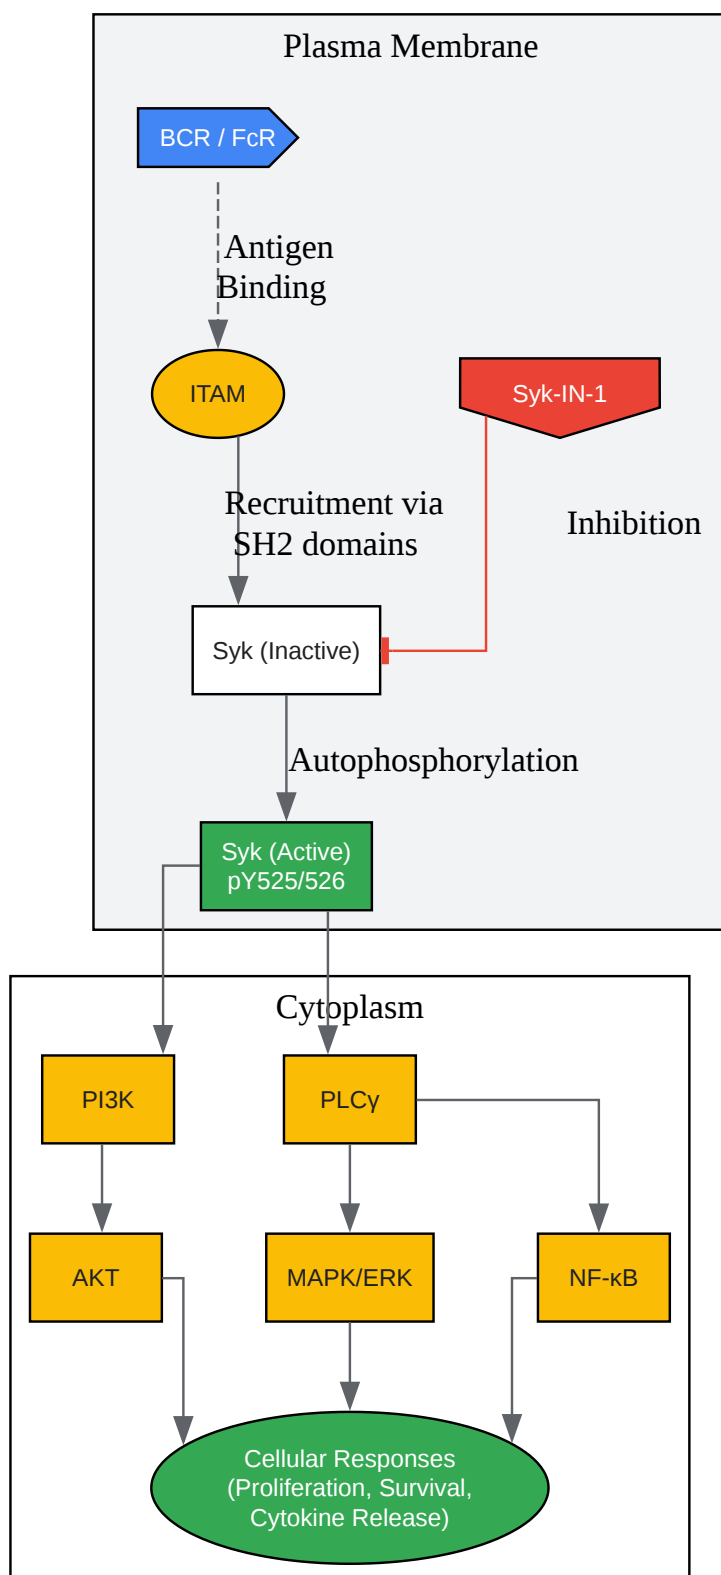 Plasma Membrane
BCR / FcR
Antigen
Binding
ITAM
Syk-IN-1
Recruitment via
SH2 domains
Inhibition
Syk (Inactive)
Autophosphorylation
Syk (Active)
pY525/526
Cytoplasm
PI3K
PLCγ
AKT
MAPK/ERK
NF-κB
Cellular Responses
(Proliferation, Survival,
Cytokine Release)